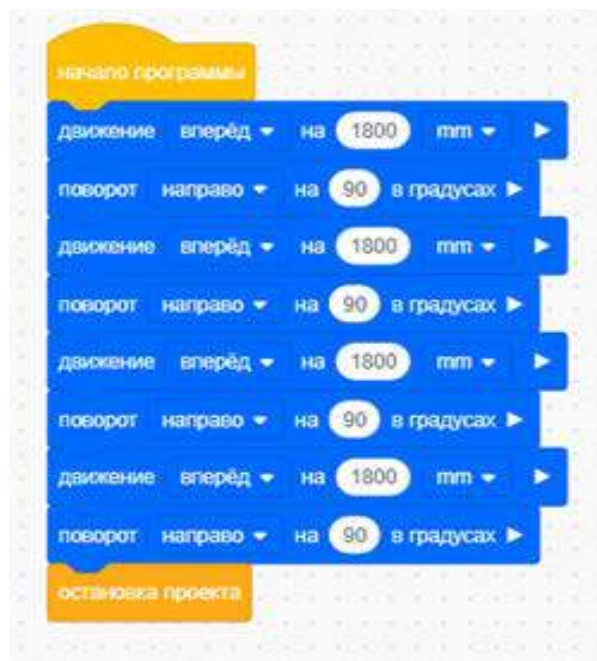 начало программы
движение вперёд на 1800 mm
поворот направо на 90 в градусах
движение вперёд на 1800 mm
поворот направо на 90 в градусах
движение вперёд на 1800 mm
поворот направо на 90 в градусах
движение вперёд на 1800 mm
поворот направо на 90 в градусах
остановка проекта